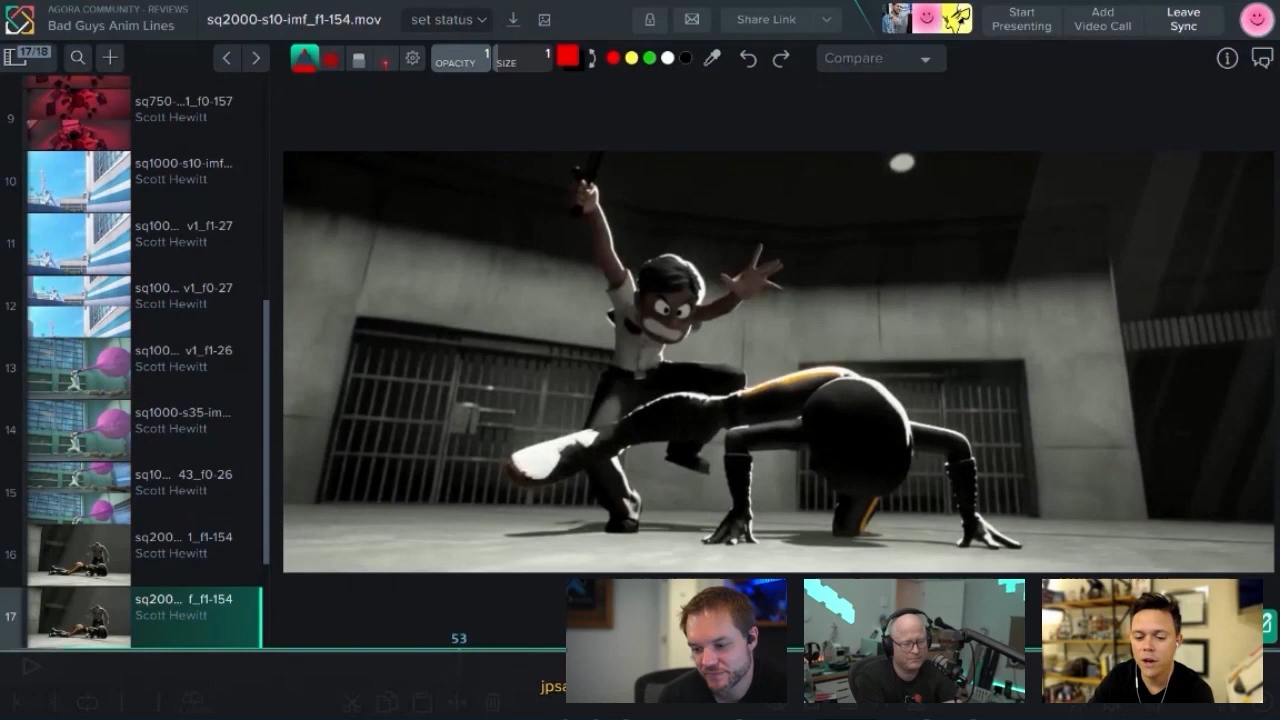 AGORA COMMUNITY - REVIEWS
Bad Guys Anim Lines
sq2000-s10-imf_f1-154.mov
set status
Share Link
Start
Presenting
Add
Video Call
Leave
Sync
17/18
OPACITY
1
SIZE
1
Compare
9
sq750-...1_f0-157
Scott Hewitt
10
sq1000-s10-imf...
Scott Hewitt
11
sq100... v1_f1-27
Scott Hewitt
12
sq100... v1_f0-27
Scott Hewitt
13
sq100... v1_f1-26
Scott Hewitt
14
sq1000-s35-im...
Scott Hewitt
15
sq10... 43_f0-26
Scott Hewitt
16
sq200... 1_f1-154
Scott Hewitt
17
sq200... f_f1-154
Scott Hewitt
53
jpsa